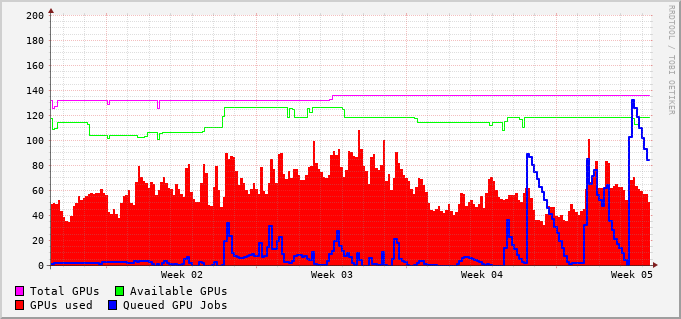 200
180
160
140
120
100
80
60
40
20
0
Week 02 Week 03 Week 04 Week 05
Total GPUs Available GPUs
GPUs used Queued GPU Jobs
RRDTOOL / TOBI OETIKER